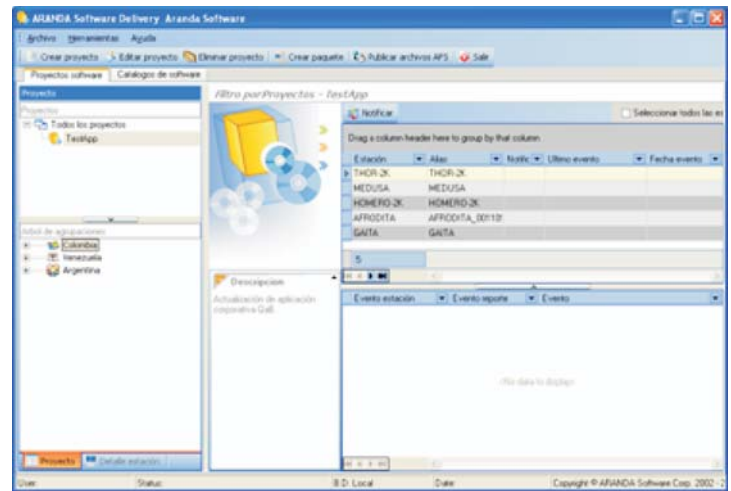 ARANDA Software Delivery Aranda Software
Archivo Herramientas Ayuda
Crear proyecto Editar proyecto Eliminar proyecto Crear paquete Publicar archivos APS Salir
Proyectos software Catalogos de software
Proyecto
Proyectos
Todos los proyectos
TestApp
Arbol de agrupaciones
Colombia
Venezuela
Argentina
Proyecto Detalle estación
Filtro por Proyectos - TestApp
Descripcion
Actualización de aplicación
corporativa
Notificar Seleccionar todos las es
Drag a column header here to group by that column
Estación Alias Notific Ultimo evento Fecha evento
THOR-2K THOR-2K
MEDUSA MEDUSA
HOMERO-2K HOMERO-2K
AFRODITA AFRODITA_00110
GAITA GAITA
5
Evento estación Evento reporte Evento
<No data to display>
User: Status: B.D: Local Date: Copyright © ARANDA Software Corp. 2002 - 2